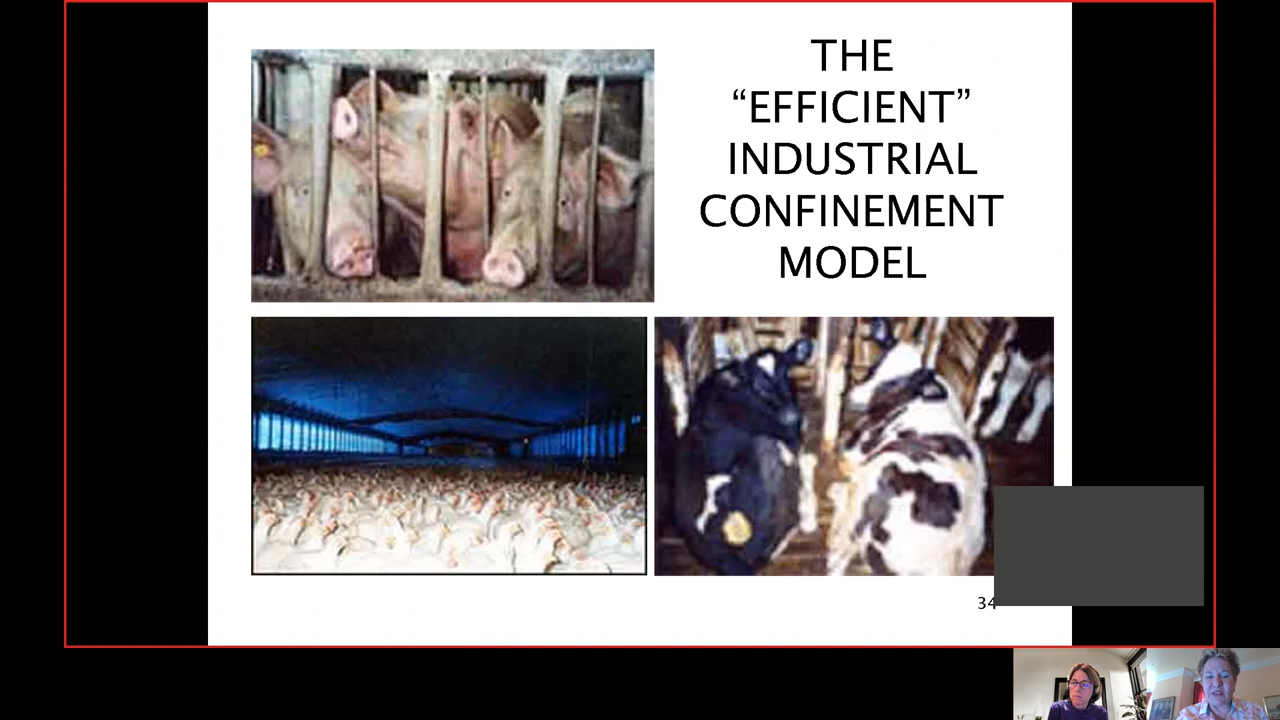 THE
“EFFICIENT”
INDUSTRIAL
CONFINEMENT
MODEL
34